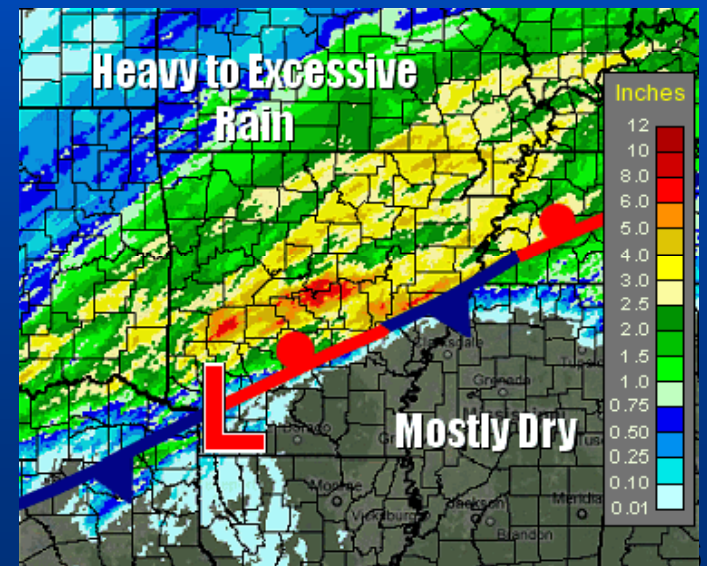 Heavy to Excessive
Rain
Inches
12
10
8.0
6.0
5.0
4.0
3.0
2.5
2.0
1.5
1.0
0.75
0.50
0.25
0.10
0.01
Clarksdale
Grenada
L
Mostly Dry
Monroe
Vicksburg
Jackson
Brandon